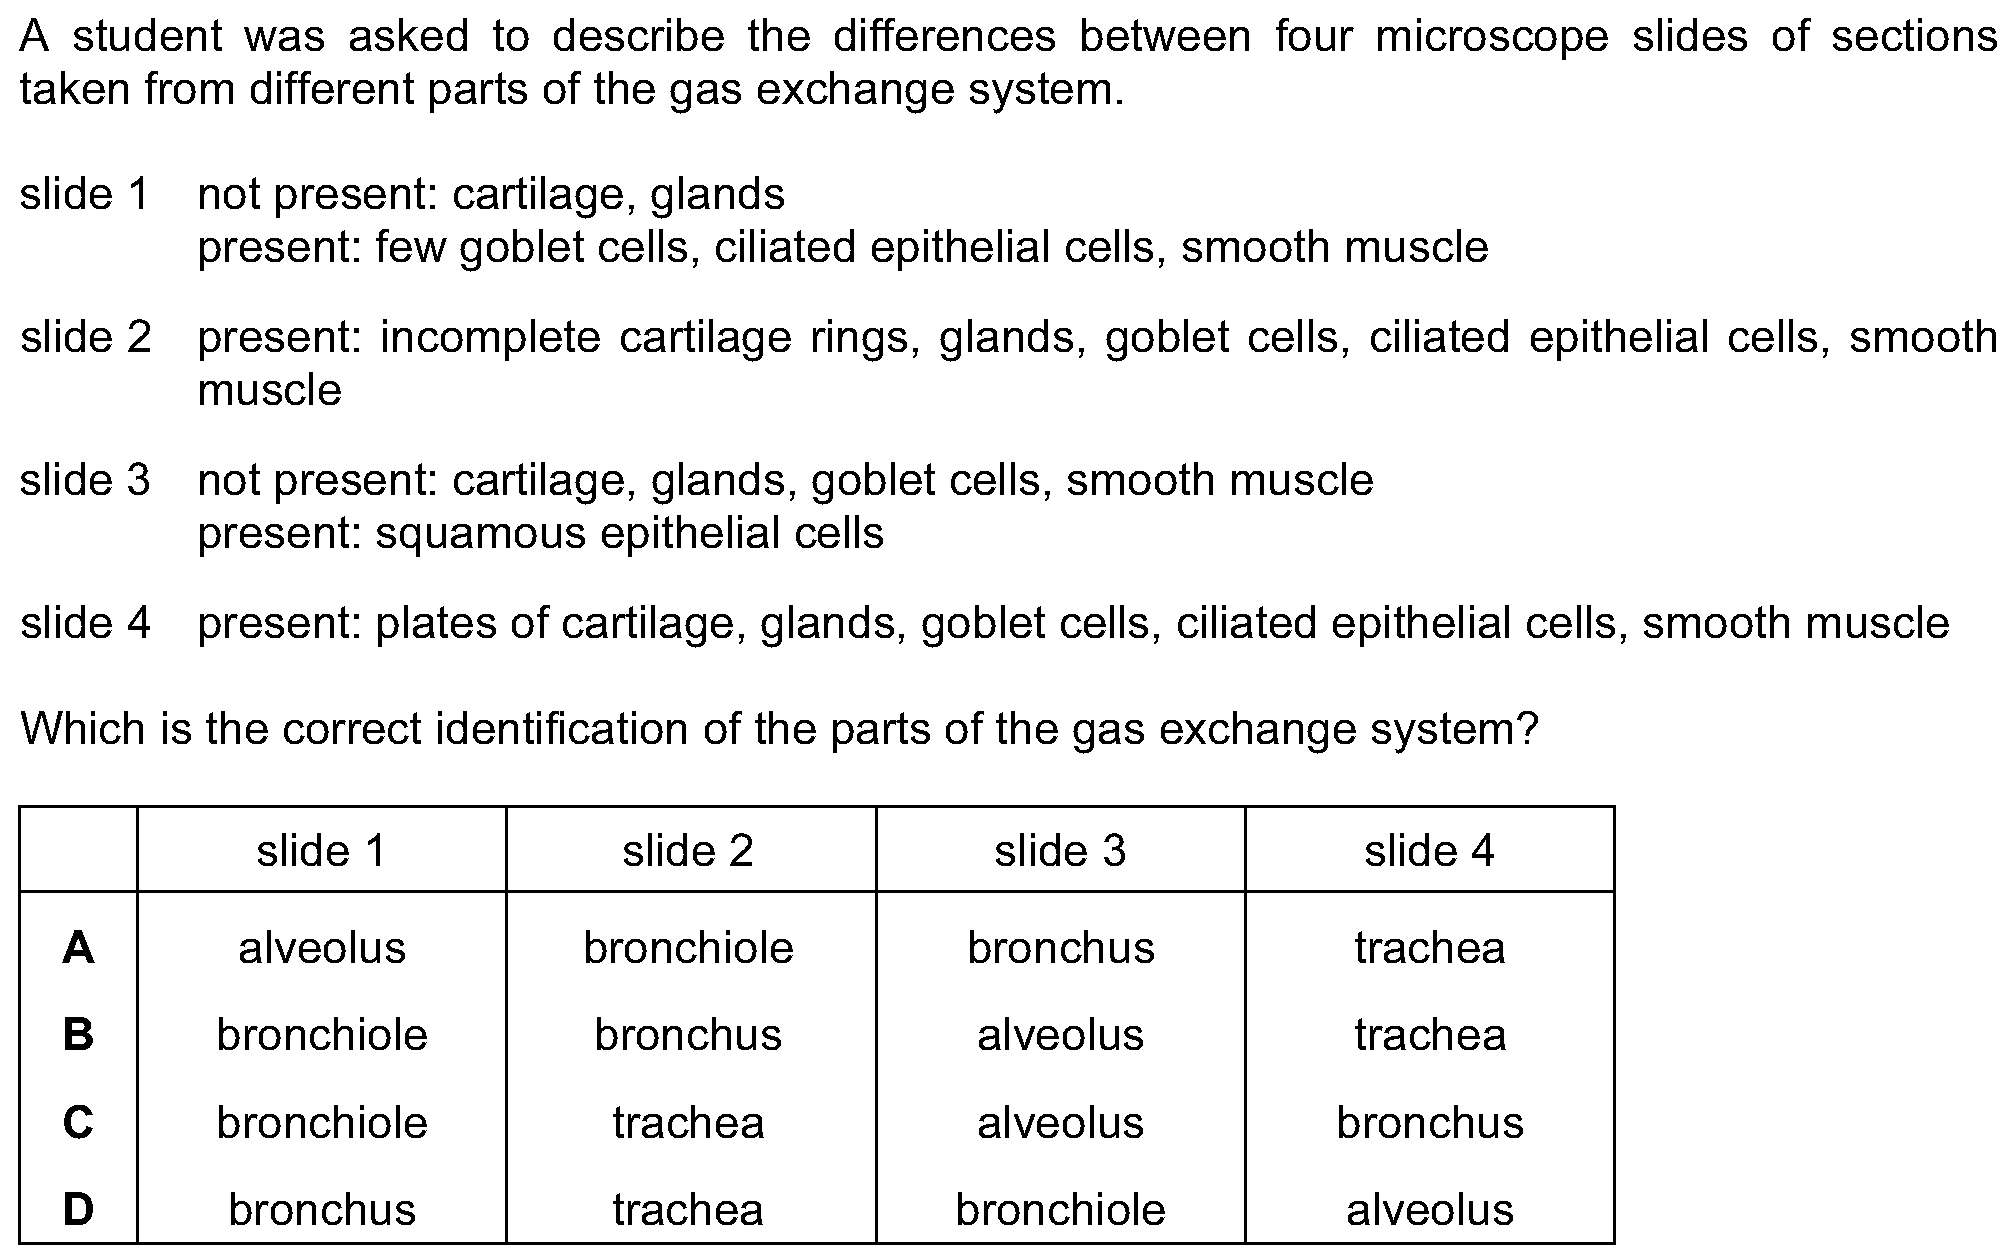 A student was asked to describe the differences between four microscope slides of sections
taken from different parts of the gas exchange system.
slide 1 not present: cartilage, glands
present: few goblet cells, ciliated epithelial cells, smooth muscle
slide 2 present: incomplete cartilage rings, glands, goblet cells, ciliated epithelial cells, smooth
muscle
slide 3 not present: cartilage, glands, goblet cells, smooth muscle
present: squamous epithelial cells
slide 4 present: plates of cartilage, glands, goblet cells, ciliated epithelial cells, smooth muscle
Which is the correct identification of the parts of the gas exchange system?
slide 1 slide 2 slide 3 slide 4
A alveolus bronchiole bronchus trachea
B bronchiole bronchus alveolus trachea
C bronchiole trachea alveolus bronchus
D bronchus trachea bronchiole alveolus